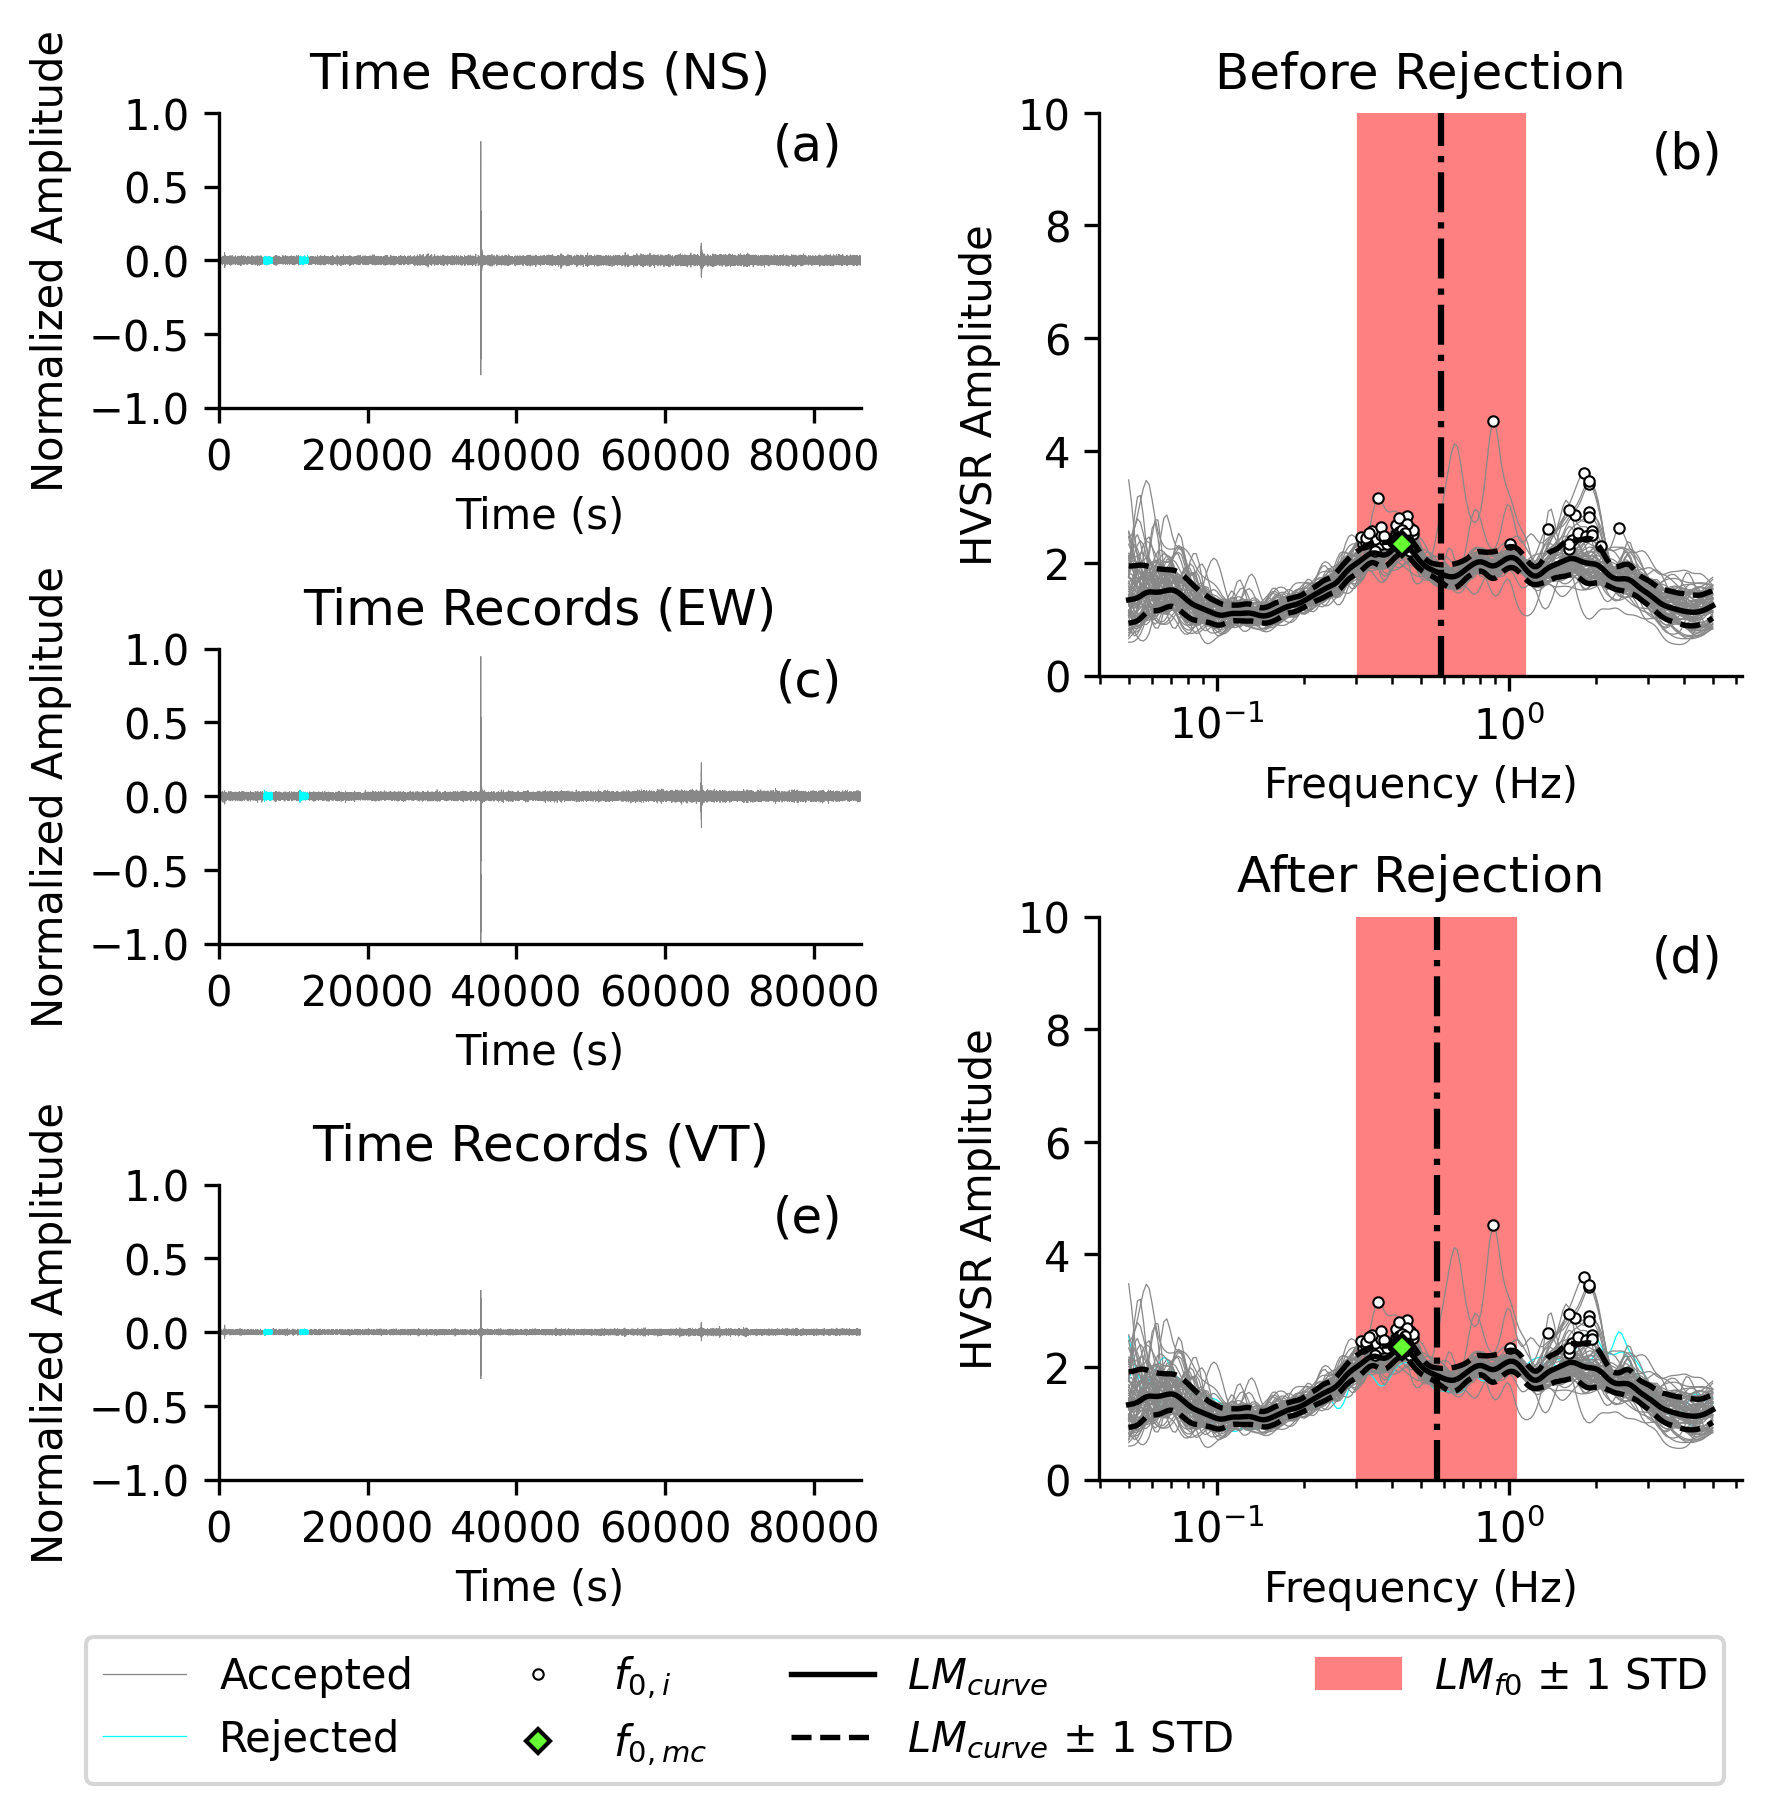 Time Records (NS)
(a)
Normalized Amplitude
1.0
0.5
0.0
−0.5
−1.0
0 20000 40000 60000 80000
Time (s)
Before Rejection
(b)
HVSR Amplitude
10
8
6
4
2
0
10⁻¹ 10⁰
Frequency (Hz)
Time Records (EW)
(c)
Normalized Amplitude
1.0
0.5
0.0
−0.5
−1.0
0 20000 40000 60000 80000
Time (s)
After Rejection
(d)
HVSR Amplitude
10
8
6
4
2
0
10⁻¹ 10⁰
Frequency (Hz)
Time Records (VT)
(e)
Normalized Amplitude
1.0
0.5
0.0
−0.5
−1.0
0 20000 40000 60000 80000
Time (s)
Accepted
Rejected
f0,i
f0,mc
LMcurve
LMcurve ± 1 STD
LMf0 ± 1 STD